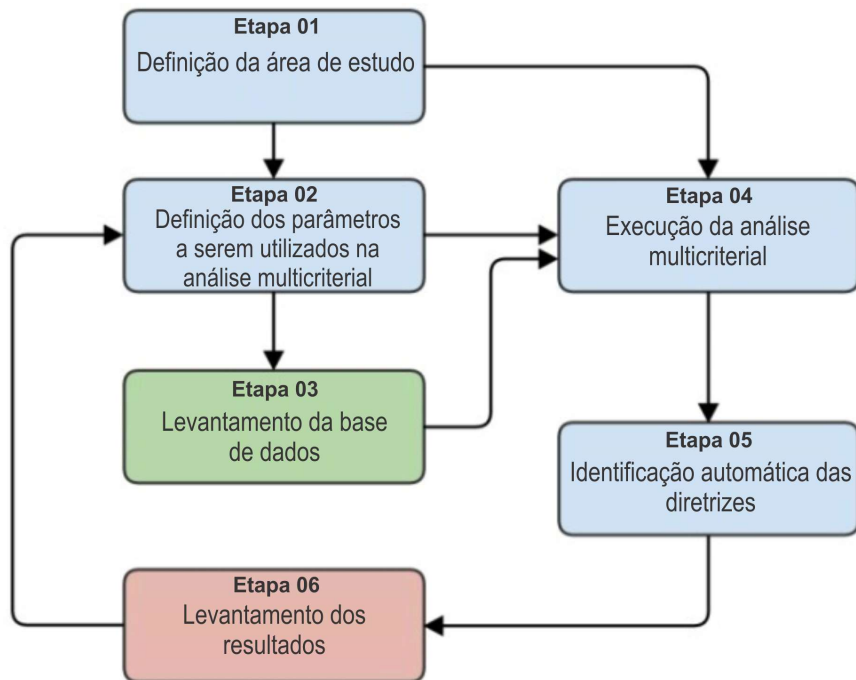 Etapa 01
Definição da área de estudo
Etapa 02
Definição dos parâmetros
a serem utilizados na
análise multicriterial
Etapa 03
Levantamento da base
de dados
Etapa 04
Execução da análise
multicriterial
Etapa 05
Identificação automática das
diretrizes
Etapa 06
Levantamento dos
resultados